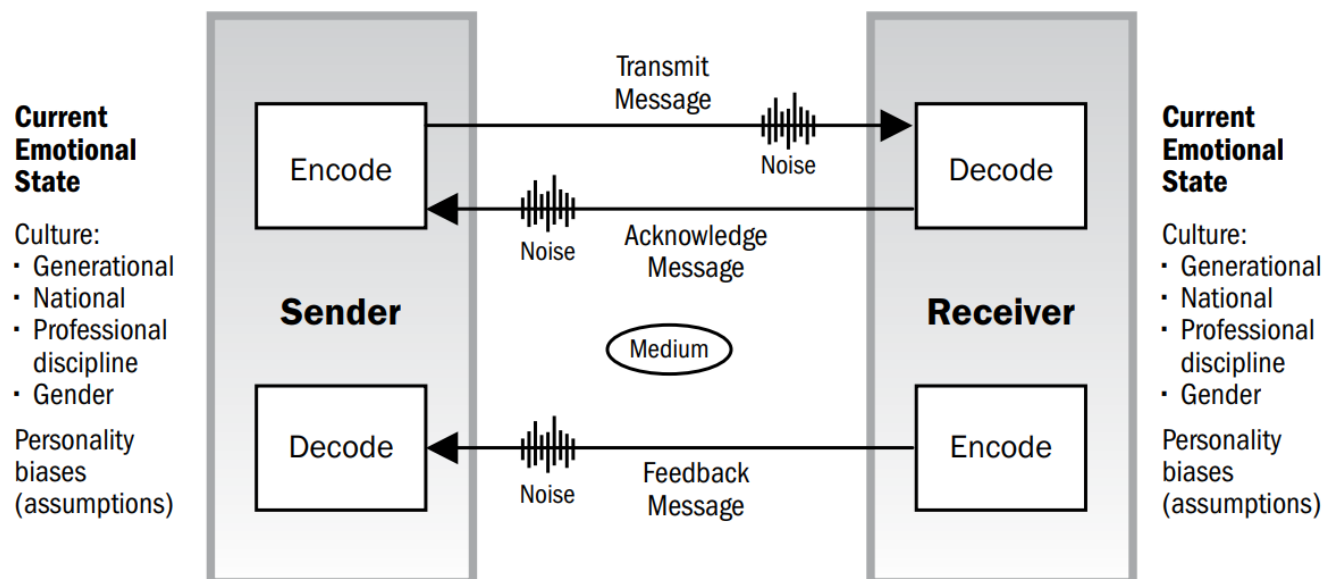 Current
Emotional
State
Culture:
· Generational
· National
· Professional
discipline
· Gender
Personality
biases
(assumptions)
Encode
Sender
Decode
Transmit
Message
Noise
Noise
Acknowledge
Message
Medium
Noise
Feedback
Message
Decode
Receiver
Encode
Current
Emotional
State
Culture:
· Generational
· National
· Professional
discipline
· Gender
Personality
biases
(assumptions)